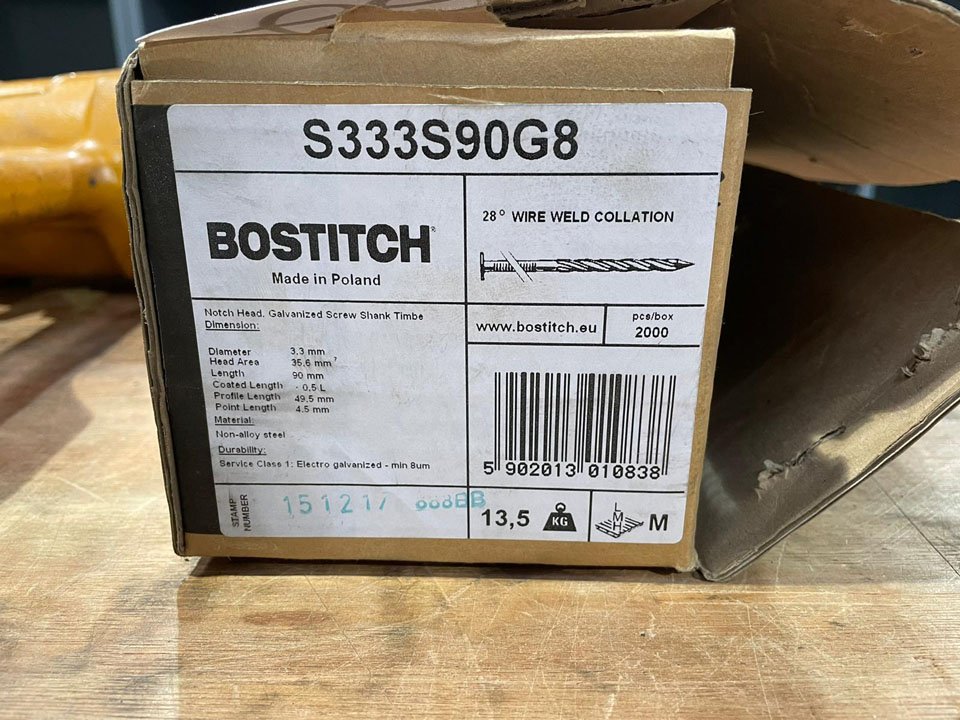 S333S90G8
BOSTITCH®
Made in Poland
28° WIRE WELD COLLATION
www.bostitch.eu
pcs/box
2000
Notch Head. Galvanized Screw Shank Timbe
Dimension:
Diameter 3.3 mm
Head Area 35,6 mm²
Length 90 mm
Coated Length - 0,5 L
Profile Length 49,5 mm
Point Length 4.5 mm
Material:
Non-alloy steel
Durability:
Service Class 1: Electro galvanized - min 8um
5 902013 010838
STAMP NUMBER
151217
13,5 KG
M